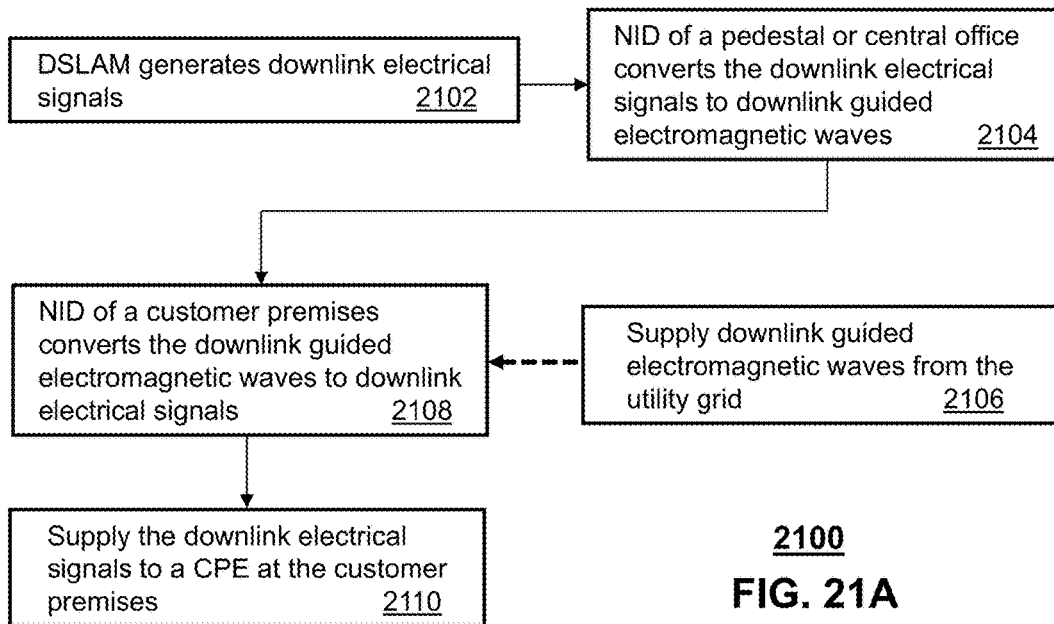 DSLAM generates downlink electrical
signals 2102
NID of a pedestal or central office
converts the downlink electrical
signals to downlink guided
electromagnetic waves 2104
NID of a customer premises
converts the downlink guided
electromagnetic waves to downlink
electrical signals 2108
Supply downlink guided
electromagnetic waves from the
utility grid 2106
Supply the downlink electrical
signals to a CPE at the customer
premises 2110
2100
FIG. 21A